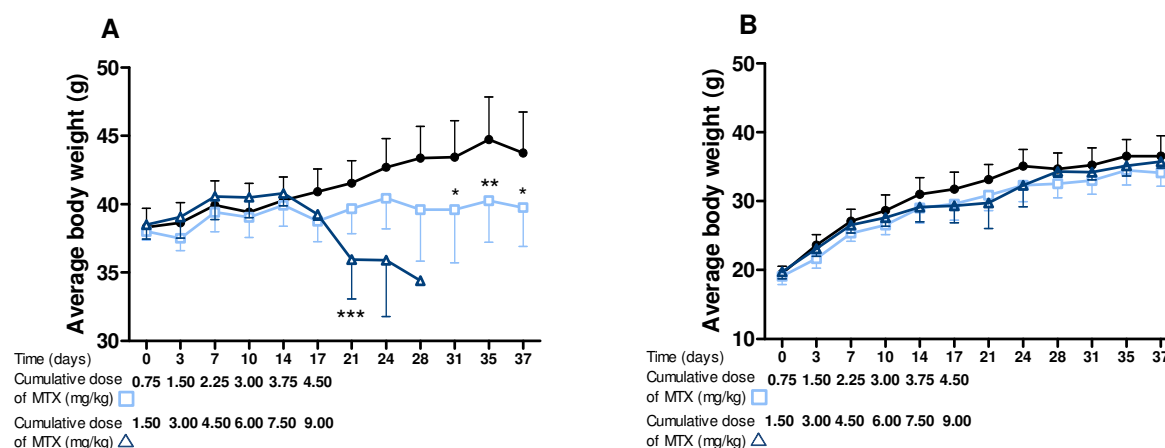 A
Average body weight (g)
50
45
40
35
30
* ** *
***
Time (days) 0 3 7 10 14 17 21 24 28 31 35 37
Cumulative dose 0.75 1.50 2.25 3.00 3.75 4.50
of MTX (mg/kg)
Cumulative dose 1.50 3.00 4.50 6.00 7.50 9.00
of MTX (mg/kg)
B
Average body weight (g)
50
40
30
20
10
Time (days) 0 3 7 10 14 17 21 24 28 31 35 37
Cumulative dose 0.75 1.50 2.25 3.00 3.75 4.50
of MTX (mg/kg)
Cumulative dose 1.50 3.00 4.50 6.00 7.50 9.00
of MTX (mg/kg)